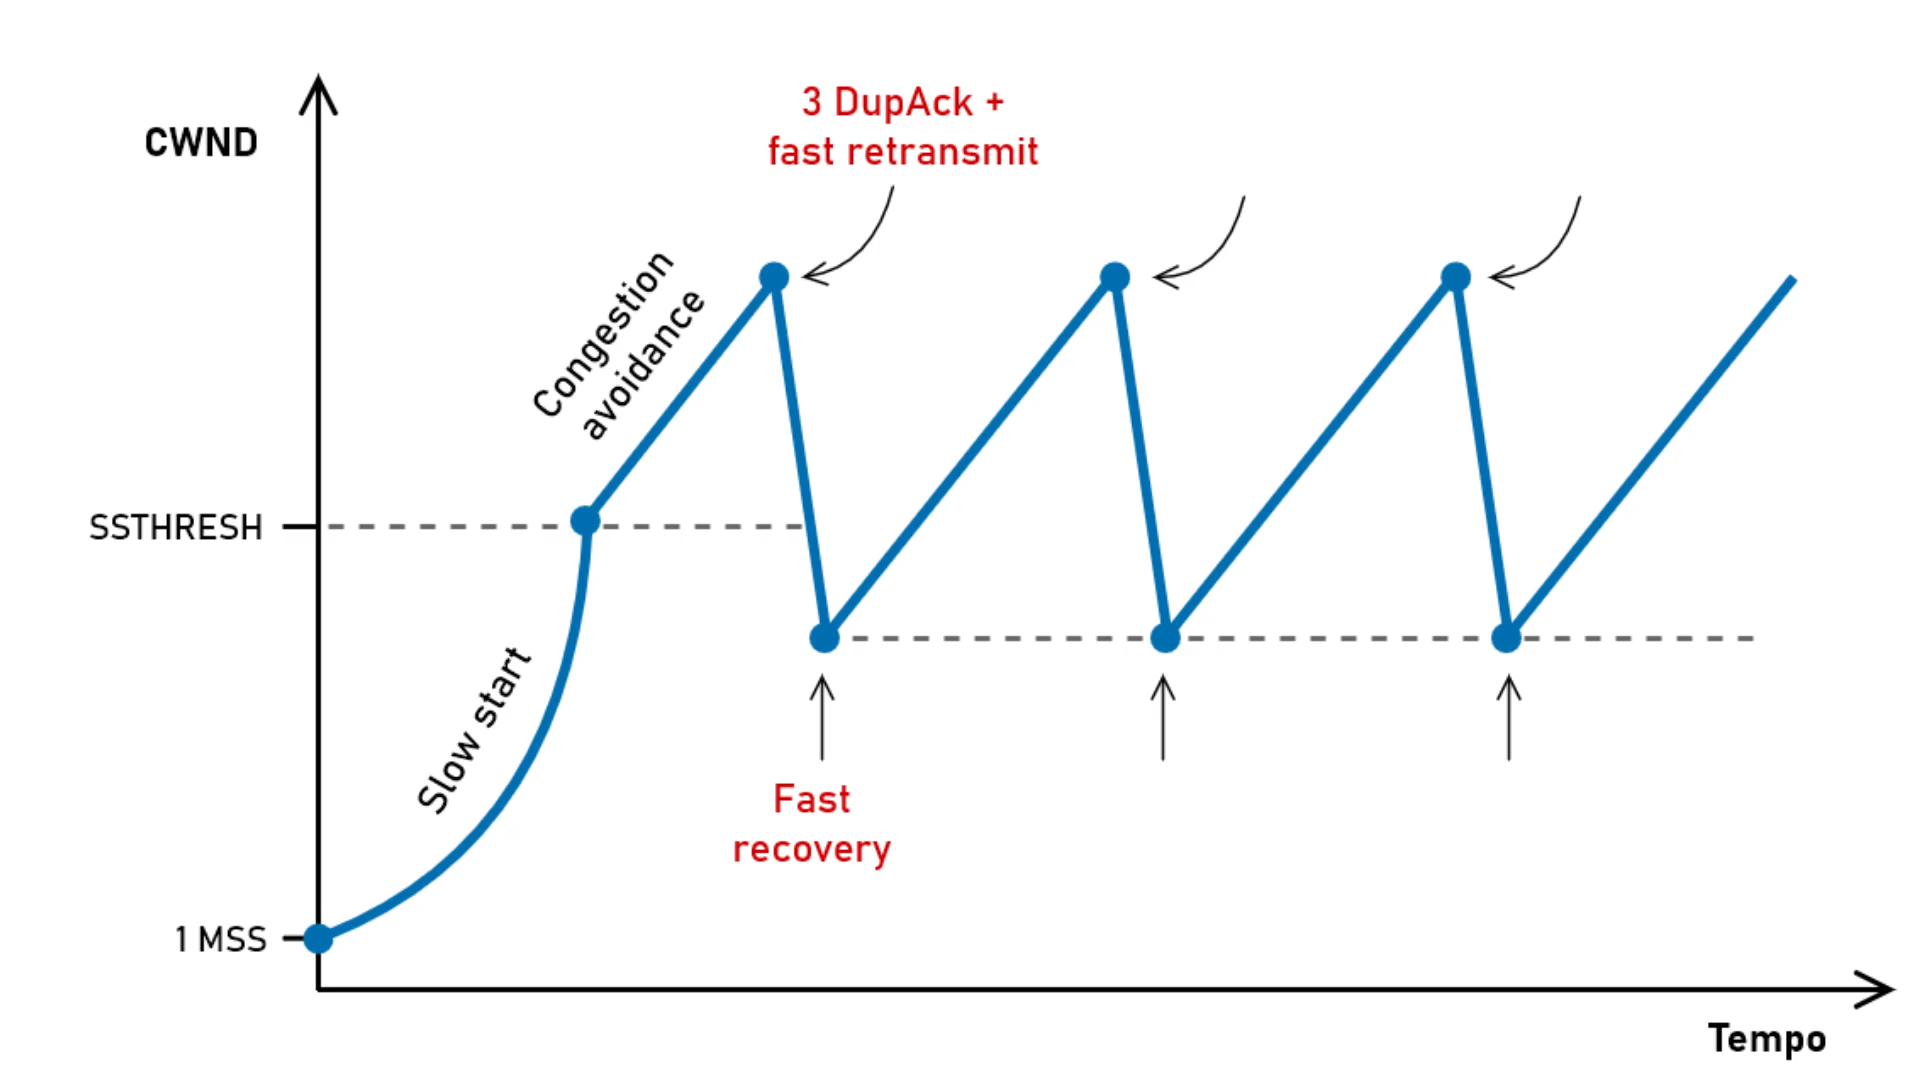 CWND
3 DupAck +
fast retransmit
Congestion
avoidance
SSTHRESH
Slow start
Fast
recovery
1 MSS
Tempo